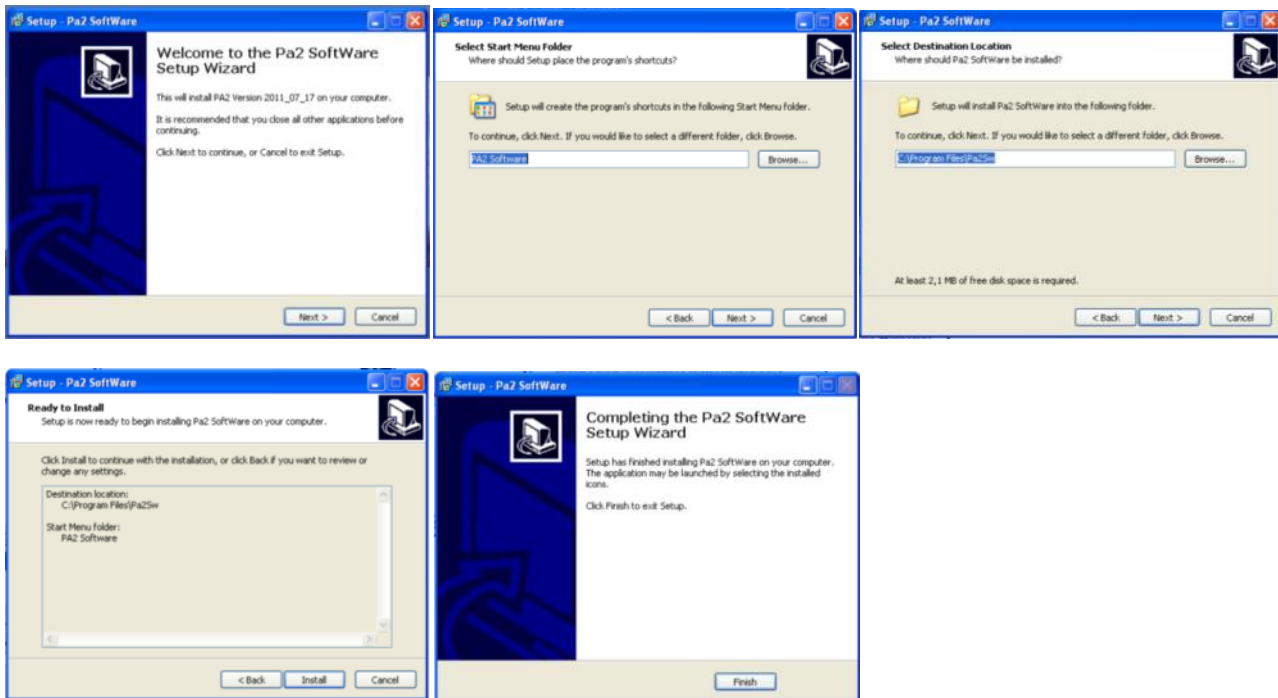 Setup - Pa2 SoftWare
Welcome to the Pa2 SoftWare
Setup Wizard
This will install PA2 Version 2011_07_17 on your computer.
It is recommended that you close all other applications before
continuing.
Click Next to continue, or Cancel to exit Setup.
Next >
Cancel
Setup - Pa2 SoftWare
Select Start Menu Folder
Where should Setup place the program's shortcuts?
Setup will create the program's shortcuts in the following Start Menu folder.
To continue, click Next. If you would like to select a different folder, click Browse.
PA2 Software
Browse...
< Back
Next >
Cancel
Setup - Pa2 SoftWare
Select Destination Location
Where should Pa2 SoftWare be installed?
Setup will install Pa2 SoftWare into the following folder.
To continue, click Next. If you would like to select a different folder, click Browse.
C:\Program Files\Pa2Sw
Browse...
At least 2,1 MB of free disk space is required.
< Back
Next >
Cancel
Setup - Pa2 SoftWare
Ready to Install
Setup is now ready to begin installing Pa2 SoftWare on your computer.
Click Install to continue with the installation, or click Back if you want to review or
change any settings.
Destination location:
C:\Program Files\Pa2Sw
Start Menu folder:
PA2 Software
< Back
Install
Cancel
Setup - Pa2 SoftWare
Completing the Pa2 SoftWare
Setup Wizard
Setup has finished installing Pa2 SoftWare on your computer.
The application may be launched by selecting the installed
icons.
Click Finish to exit Setup.
Finish